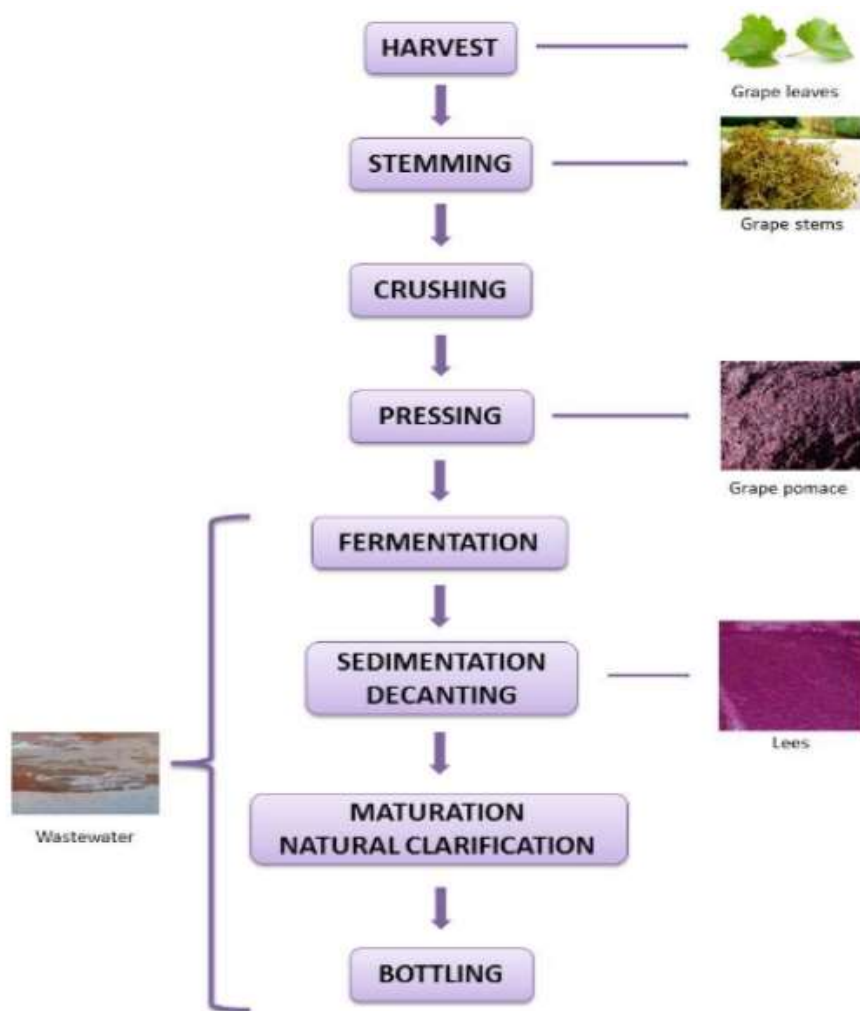 HARVEST
Grape leaves
STEMMING
Grape stems
CRUSHING
PRESSING
Grape pomace
FERMENTATION
SEDIMENTATION
DECANTING
Lees
Wastewater
MATURATION
NATURAL CLARIFICATION
BOTTLING